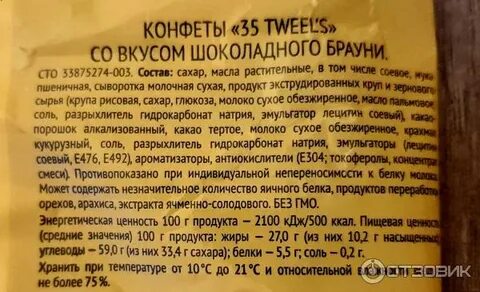 КОНФЕТЫ «35 TWEEL'S»
СО ВКУСОМ ШОКОЛАДНОГО БРАУНИ.
СТО 33875274-003. Состав: сахар, масла растительные, в том числе соевое, мука
пшеничная, сыворотка молочная сухая, продукт экструдированных круп и зернового
сырья (крупа рисовая, сахар, глюкоза, молоко сухое обезжиренное, масло пальмовое
соль, разрыхлитель гидрокарбонат натрия, эмульгатор лецитин соевый), какао-
порошок алкализованный, какао тертое, молоко сухое обезжиренное, крахмал
кукурузный, соль, разрыхлитель гидрокарбонат натрия, эмульгаторы (лецитин
соевый, Е476, Е492), ароматизаторы, антиокислители (Е304; токоферолы, концентрат
смеси). Противопоказано при индивидуальной непереносимости к белку молока.
Может содержать незначительное количество яичного белка, продуктов переработки
орехов, арахиса, экстракта ячменно-солодового. БЕЗ ГМО.
Энергетическая ценность 100 г продукта – 2100 кДж/500 ккал. Пищевая ценность
(средние значения) 100 г продукта: жиры – 27,0 г (из них 10,2 г насыщенных
углеводы – 59,0 г (из них 33,4 г сахара); белки – 5,5 г; соль – 0,2 г.
Хранить при температуре от 10°С до 21°С и относительной влажности
не более 75%.
ОТЗОВИК